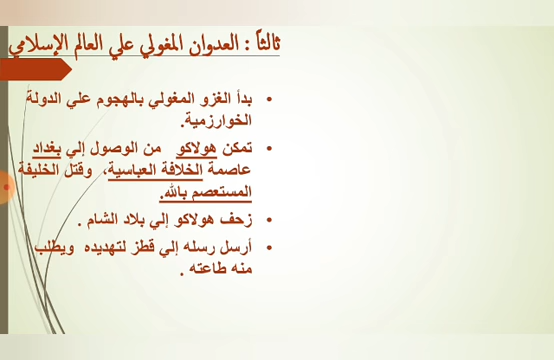 ثالثاً : العدوان المغولي علي العالم الإسلامي
• بدأ الغزو المغولي بالهجوم علي الدولة
الخوارزمية.
• تمكن هولاكو من الوصول إلي بغداد
عاصمة الخلافة العباسية، وقتل الخليفة
المستعصم بالله.
• زحف هولاكو إلي بلاد الشام .
• أرسل رسله إلي قطز لتهديده ويطلب
منه طاعته .